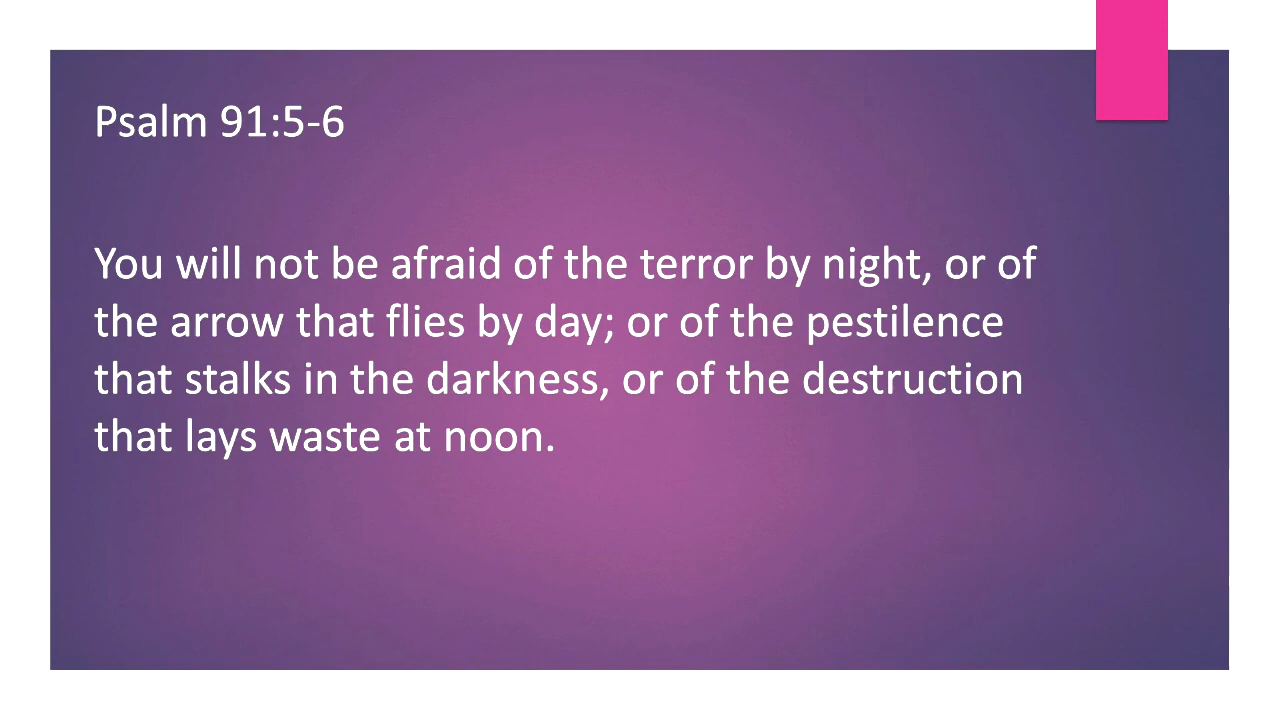 Psalm 91:5-6
You will not be afraid of the terror by night, or of
the arrow that flies by day; or of the pestilence
that stalks in the darkness, or of the destruction
that lays waste at noon.